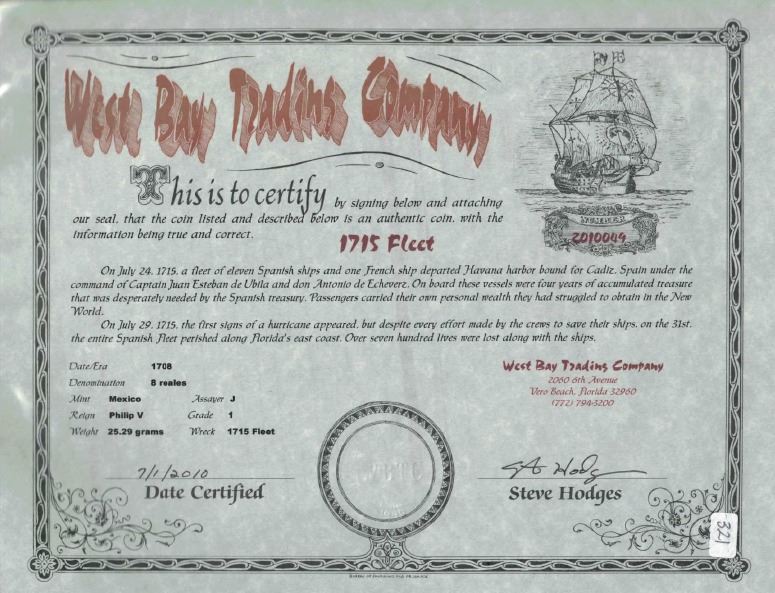 West Bay Trading Company
This is to certify by signing below and attaching
our seal, that the coin listed and described below is an authentic coin, with the
information being true and correct.
NUMBER
2010049
1715 Fleet
On July 24, 1715, a fleet of eleven Spanish ships and one French ship departed Havana harbor bound for Cadiz, Spain under the
command of Captain Juan Esteban de Ubila and don Antonio de Echeverz. On board these vessels were four years of accumulated treasure
that was desperately needed by the Spanish treasury. Passengers carried their own personal wealth they had struggled to obtain in the New
World.
On July 29, 1715, the first signs of a hurricane appeared, but despite every effort made by the crews to save their ships, on the 31st,
the entire Spanish Fleet perished along Florida's east coast. Over seven hundred lives were lost along with the ships.
Date/Era 1708
Denomination 8 reales
Mint Mexico Assayer J
Reign Philip V Grade 1
Weight 25.29 grams Wreck 1715 Fleet
West Bay Trading Company
2060 6th Avenue
Vero Beach, Florida 32960
(772) 794-3200
7/1/2010
Date Certified
Steve Hodges
321